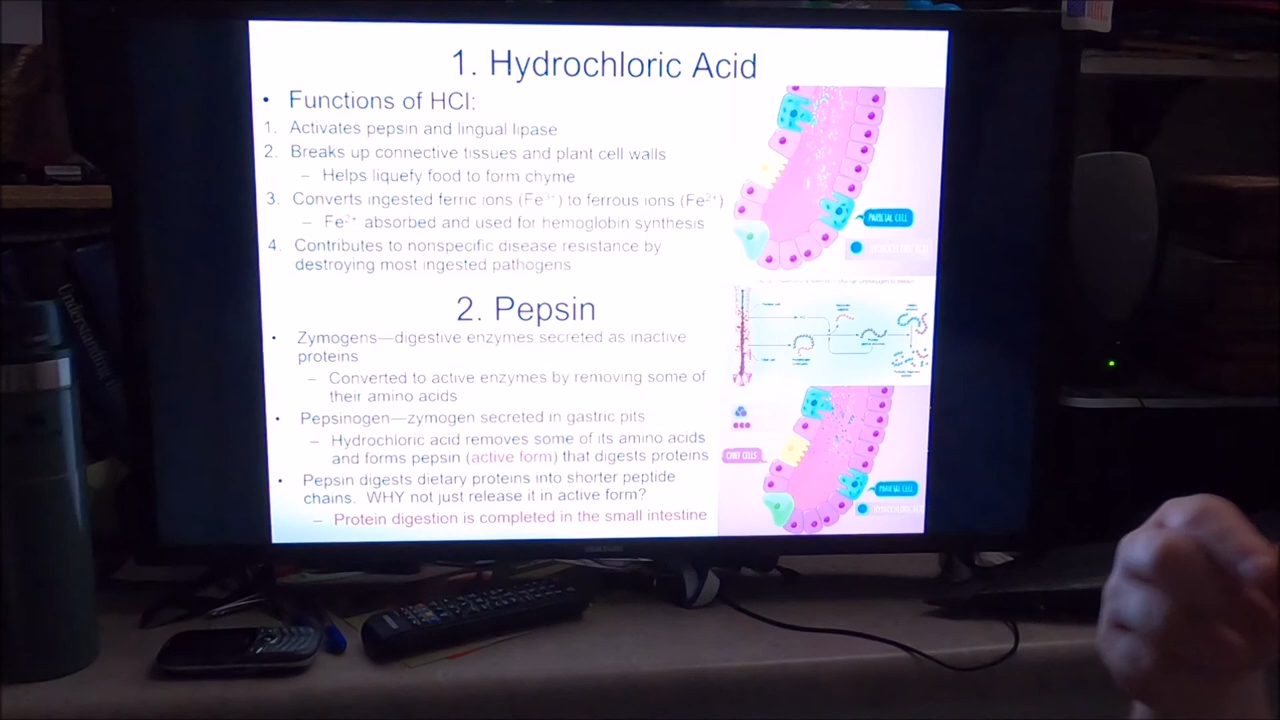 1. Hydrochloric Acid
• Functions of HCl:
1. Activates pepsin and lingual lipase
2. Breaks up connective tissues and plant cell walls
– Helps liquefy food to form chyme
3. Converts ingested ferric ions (Fe³⁺) to ferrous ions (Fe²⁺)
– Fe²⁺ absorbed and used for hemoglobin synthesis
4. Contributes to nonspecific disease resistance by
destroying most ingested pathogens
PARIETAL CELL
HYDROCHLORIC ACID
2. Pepsin
• Zymogens—digestive enzymes secreted as inactive
proteins
– Converted to active enzymes by removing some of
their amino acids
• Pepsinogen—zymogen secreted in gastric pits
– Hydrochloric acid removes some of its amino acids
and forms pepsin (active form) that digests proteins
• Pepsin digests dietary proteins into shorter peptide
chains. WHY not just release it in active form?
– Protein digestion is completed in the small intestine
CHIEF CELLS
PARIETAL CELL
HYDROCHLORIC ACID